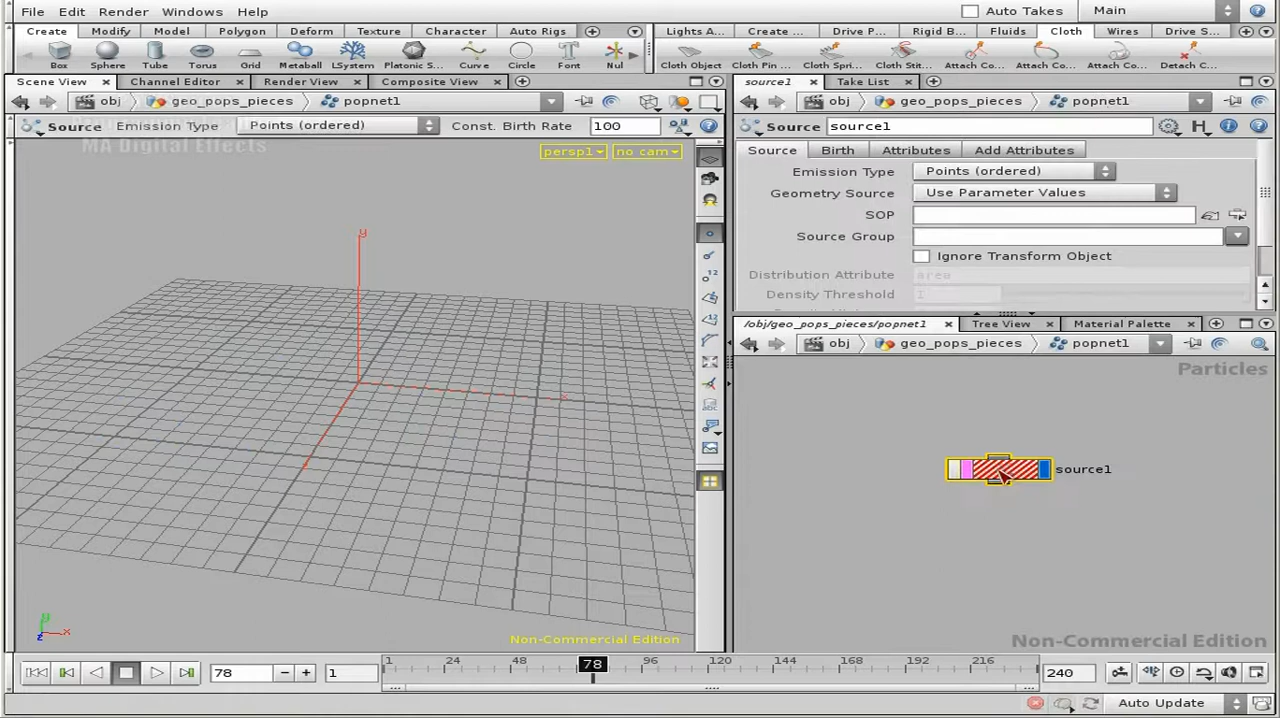 File Edit Render Windows Help Auto Takes Main
Create Modify Model Polygon Deform Texture Character Auto Rigs
Lights A... Create ... Drive P... Rigid B... Fluids Cloth Wires Drive S...
Box Sphere Tube Torus Grid Metaball LSystem Platonic S... Curve Circle Font Nul
Cloth Object Cloth Pin ... Cloth Spri... Cloth Stit... Attach Co... Attach Co... Attach Co... Detach C...
Scene View Channel Editor Render View Composite View
source1 Take List
obj geo_pops_pieces popnet1
obj geo_pops_pieces popnet1
Source Emission Type Points (ordered) Const. Birth Rate 100
Source source1
MA Digital Effects
persp1 no cam
Source Birth Attributes Add Attributes
Emission Type Points (ordered)
Geometry Source Use Parameter Values
SOP
Source Group
Ignore Transform Object
Distribution Attribute area
Density Threshold 1
/obj/geo_pops_pieces/popnet1 Tree View Material Palette
obj geo_pops_pieces popnet1
Particles
source1
y
x
y
z x
Non-Commercial Edition
Non-Commercial Edition
78 1 1 24 48 78 96 120 144 168 192 216 240
Auto Update